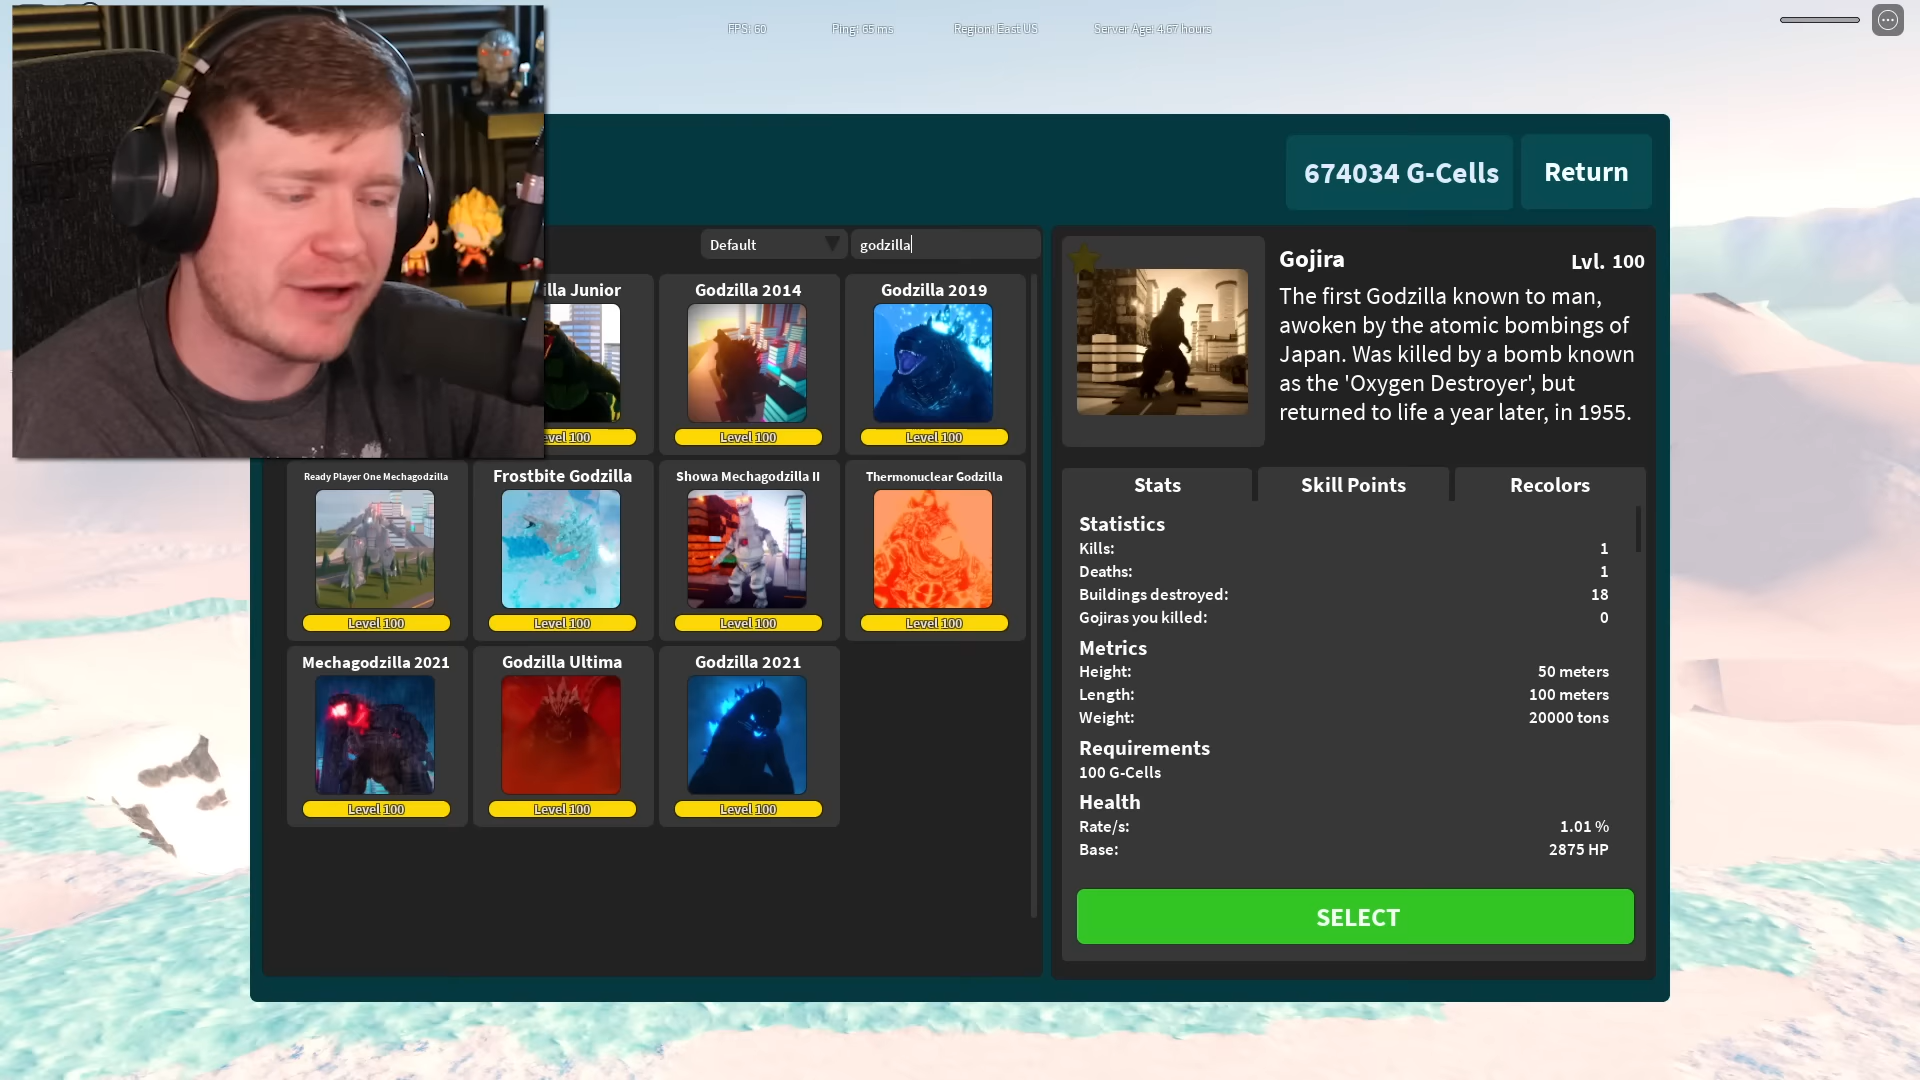 FPS: 60 Ping: 65 ms Region: East US Server Age: 4.67 hours
674034 G-Cells
Return
Default
godzilla
illa Junior
Godzilla 2014
Godzilla 2019
evel 100
Level 100
Level 100
Ready Player One Mechagodzilla
Frostbite Godzilla
Showa Mechagodzilla II
Thermonuclear Godzilla
Level 100
Level 100
Level 100
Level 100
Mechagodzilla 2021
Godzilla Ultima
Godzilla 2021
Level 100
Level 100
Level 100
Gojira
Lvl. 100
The first Godzilla known to man,
awoken by the atomic bombings of
Japan. Was killed by a bomb known
as the 'Oxygen Destroyer', but
returned to life a year later, in 1955.
Stats
Skill Points
Recolors
Statistics
Kills: 1
Deaths: 1
Buildings destroyed: 18
Gojiras you killed: 0
Metrics
Height: 50 meters
Length: 100 meters
Weight: 20000 tons
Requirements
100 G-Cells
Health
Rate/s: 1.01 %
Base: 2875 HP
SELECT